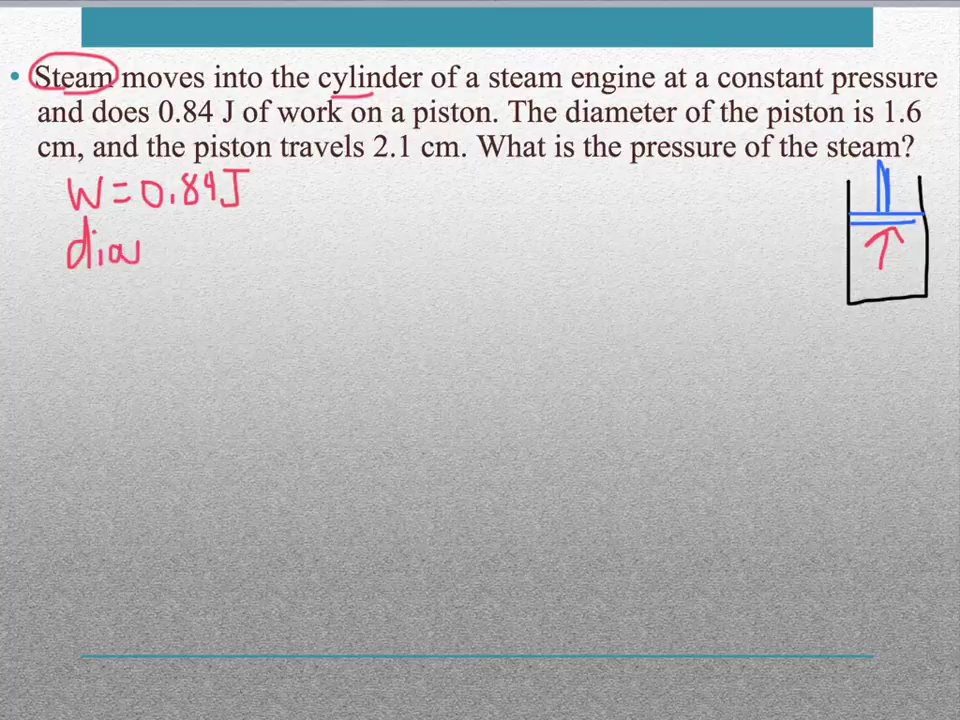 • Steam moves into the cylinder of a steam engine at a constant pressure
and does 0.84 J of work on a piston. The diameter of the piston is 1.6
cm, and the piston travels 2.1 cm. What is the pressure of the steam?
W = 0.84J
dia